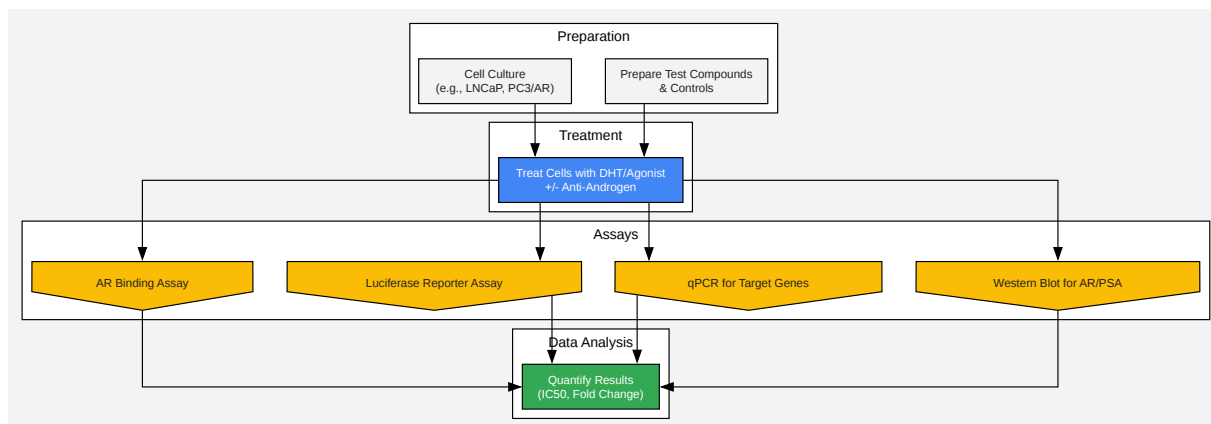 Preparation
Cell Culture
(e.g., LNCaP, PC3/AR)
Prepare Test Compounds
& Controls
Treatment
Treat Cells with DHT/Agonist
+/- Anti-Androgen
Assays
AR Binding Assay
Luciferase Reporter Assay
qPCR for Target Genes
Western Blot for AR/PSA
Data Analysis
Quantify Results
(IC50, Fold Change)